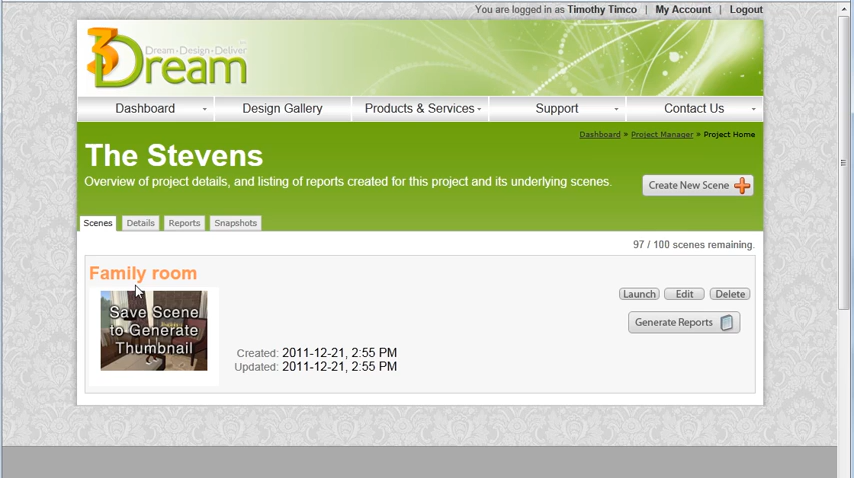 You are logged in as Timothy Timco | My Account | Logout
3Dream
Dream-Design-Deliver
Dashboard
Design Gallery
Products & Services
Support
Contact Us
Dashboard » Project Manager » Project Home
The Stevens
Overview of project details, and listing of reports created for this project and its underlying scenes.
Create New Scene
Scenes
Details
Reports
Snapshots
97 / 100 scenes remaining.
Family room
Save Scene
to Generate
Thumbnail
Launch
Edit
Delete
Generate Reports
Created: 2011-12-21, 2:55 PM
Updated: 2011-12-21, 2:55 PM